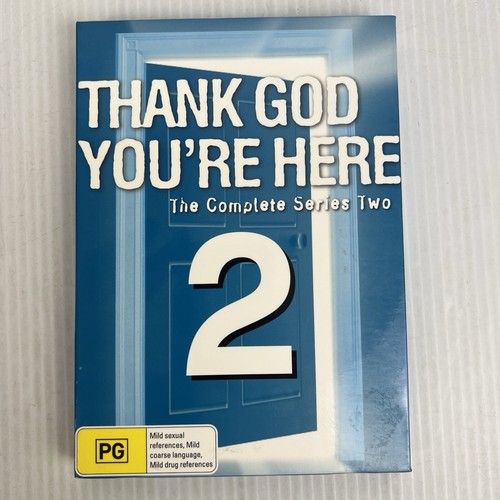 THANK GOD
YOU'RE HERE
The Complete Series Two
2
PG
Mild sexual
references, Mild
coarse language,
Mild drug references